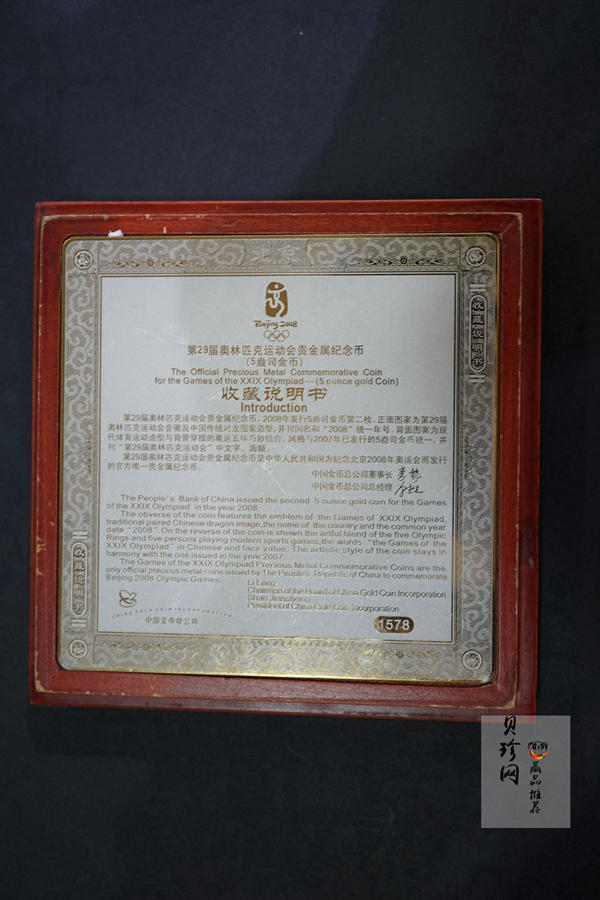 Beijing 2008
第29届奥林匹克运动会贵金属纪念币
(5盎司金币)
The Official Precious Metal Commemorative Coin
for the Games of the XXIX Olympiad—(5 ounce gold Coin)
收藏说明书
Introduction
第29届奥林匹克运动会贵金属纪念币，2008年发行5盎司金币第二枚，正面图案为第29届
奥林匹克运动会会徽及中国传统对龙图案造型，并刊国名和“2008”统一年号，背面图案为现
代体育运动造型与背景穿插的奥运五环巧妙结合，风格与2007年已发行的5盎司金币统一，并
刊“第29届奥林匹克运动会”中文字、面额。
第29届奥林匹克运动会贵金属纪念币是中华人民共和国为纪念北京2008年奥运会而发行
的官方唯一贵金属纪念币。
中国金币总公司董事长
中国金币总公司总经理
The People's Bank of China issued the second 5 ounce gold coin for the Games
of the XXIX Olympiad in the year 2008.
The obverse of the coin features the emblem of the Games of XXIX Olympiad,
traditional paired Chinese dragon image,the name of the country and the common year
date "2008". On the reverse of the coin is shown the artful blend of the five Olympic
Rings and five persons playing modern sports games,the words "the Games of the
XXIX Olympiad" in Chinese and face value. The artistic style of the coin stays in
harmony with the one issued in the year 2007.
The Games of the XXIX Olympiad Precious Metal Commemorative Coins are the
only official precious metal coins issued by The People's Republic of China to commemorate
Beijing 2008 Olympic Games.
Li Long
Chairmon of the Board of China Gold Coin Incorporation
Shan Jiansheng
President of China Gold Coin Incorporation
CHINA GOLD COIN INCORPORATION
中国金币总公司
1578
收藏说明书
收藏说明书
贝珍网
藏品推荐